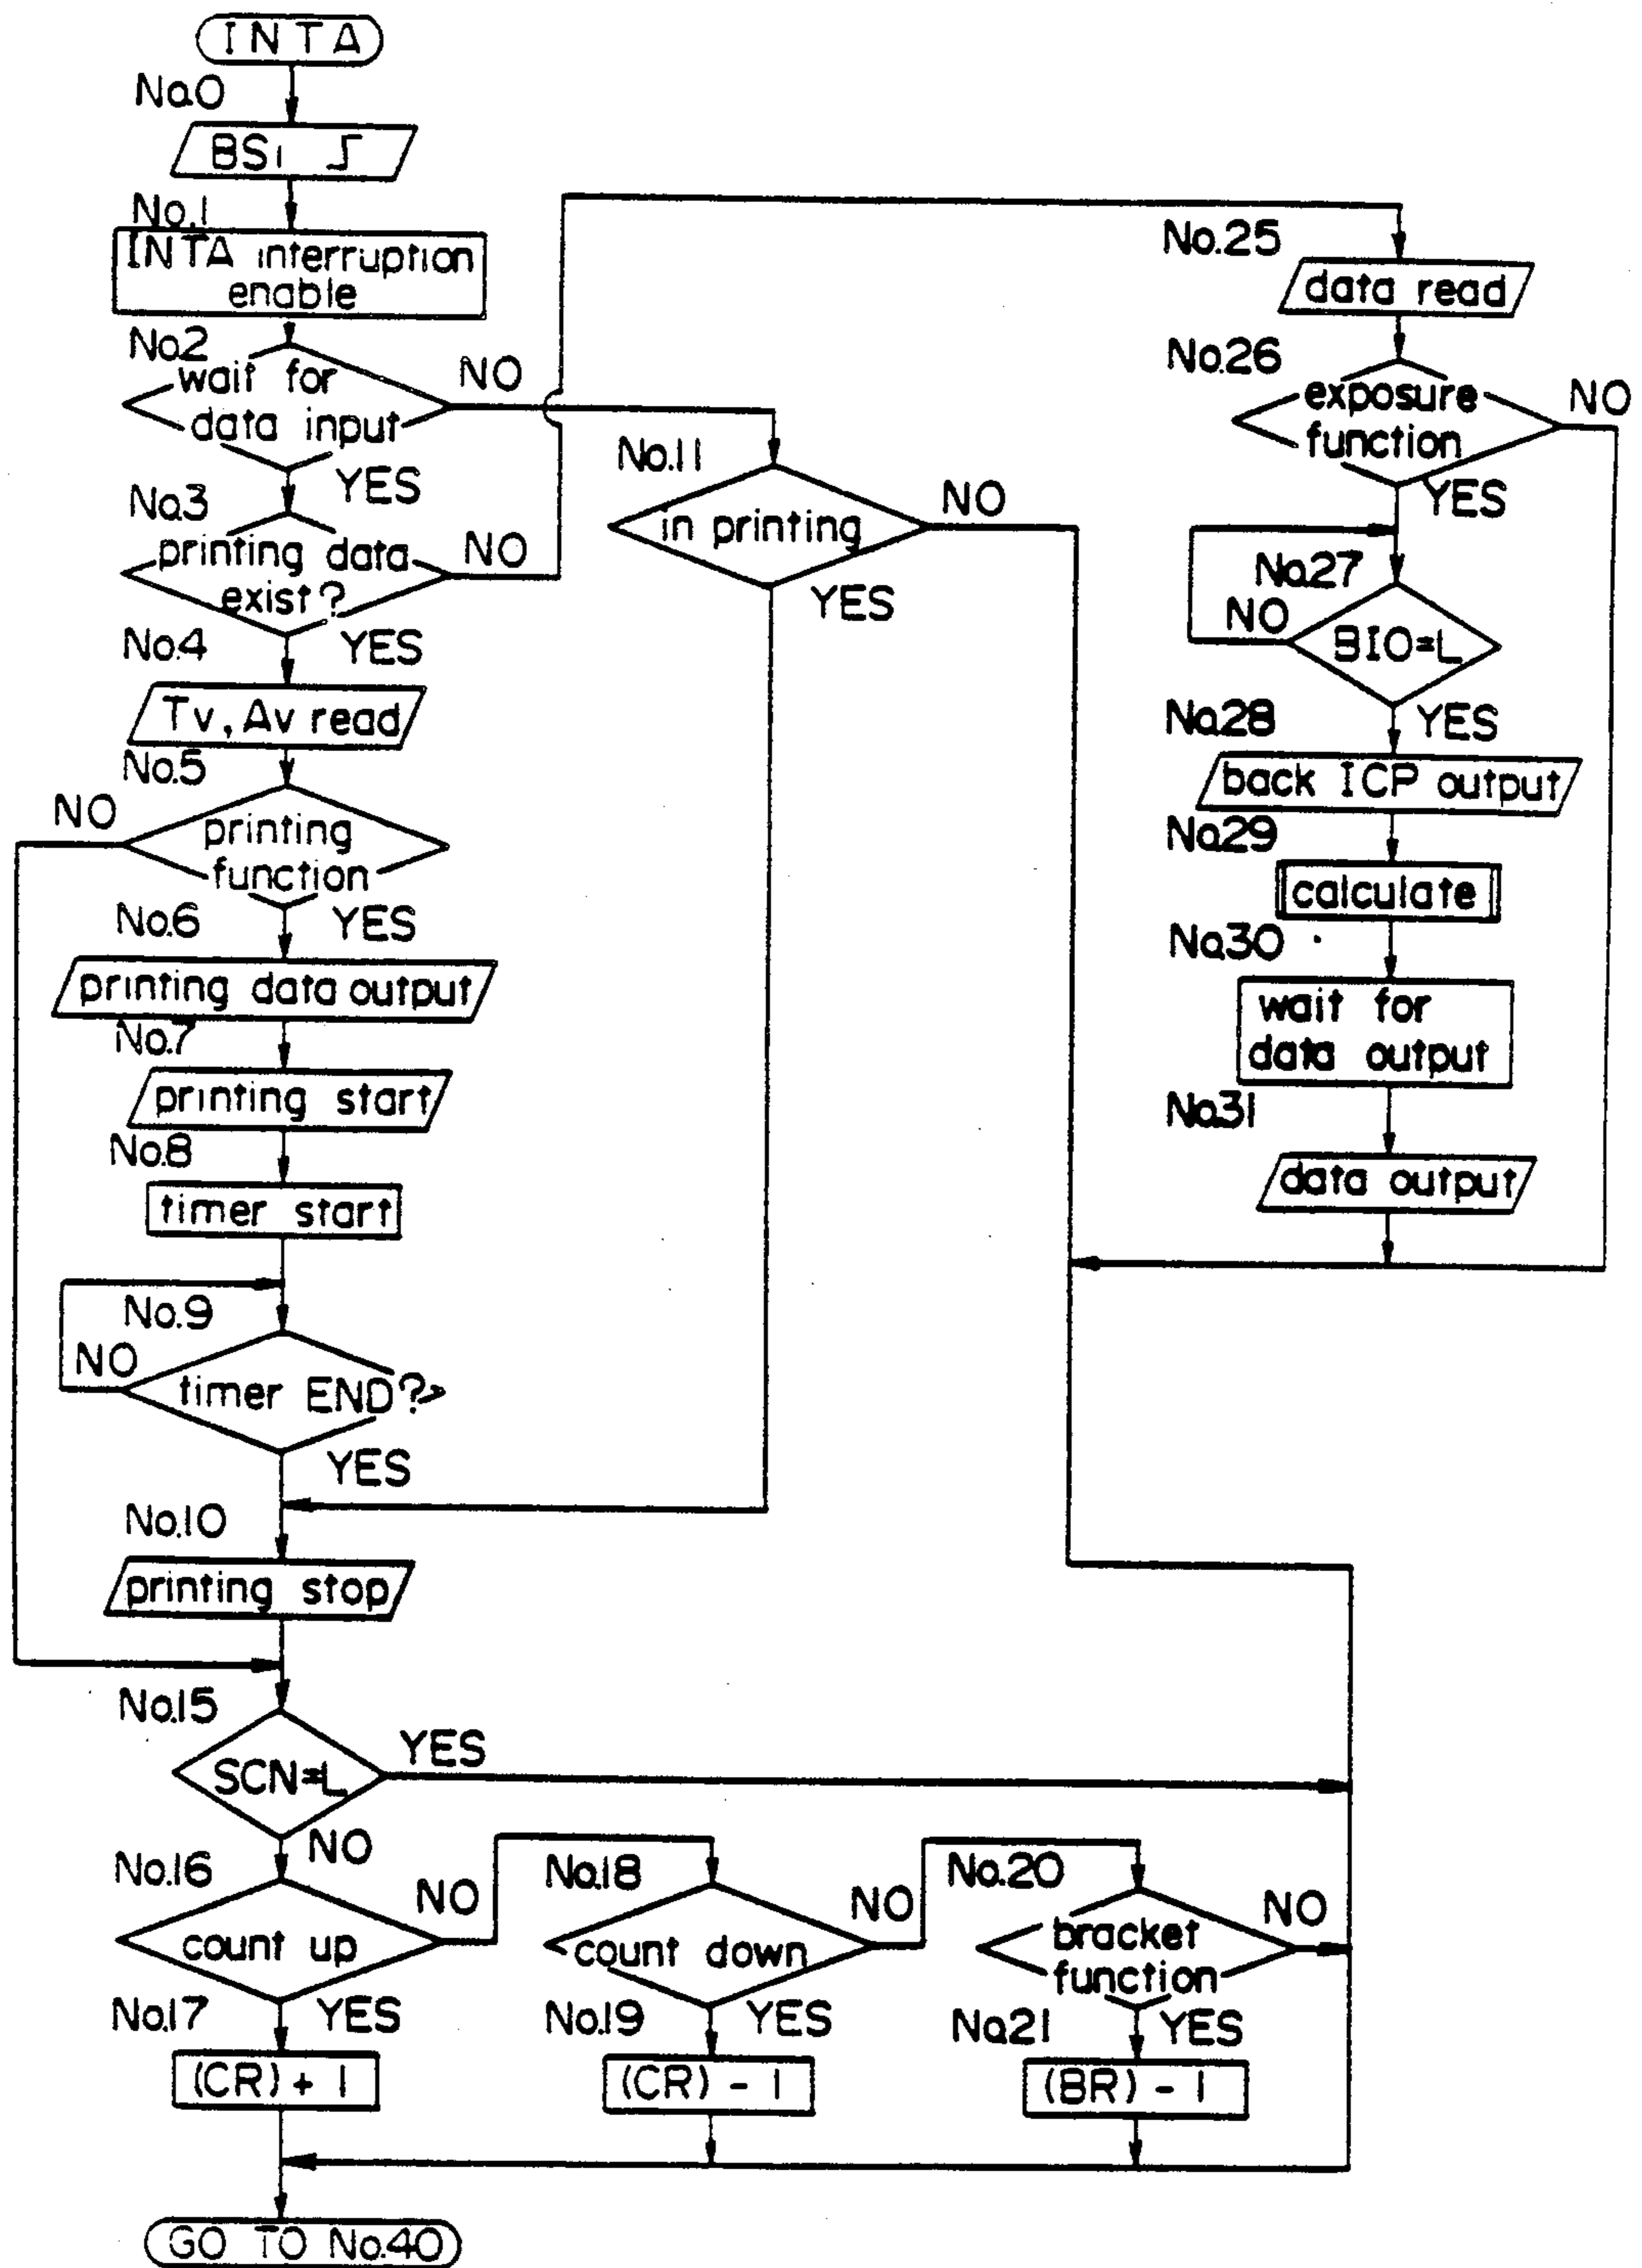 INTA
No.0
BSi
No.1
INTA interruption
enable
No.2
wait for
data input
NO
YES
No.3
printing data
exist?
NO
YES
No.4
Tv, Av read
No.5
NO
printing
function
YES
No.6
printing data output
No.7
printing start
No.8
timer start
No.9
NO
timer END?
YES
No.10
printing stop
No.11
in printing
NO
YES
No.15
SCN=L
YES
NO
No.16
count up
NO
YES
No.17
(CR) + 1
No.18
count down
NO
YES
No.19
(CR) - 1
No.20
bracket
function
NO
YES
No.21
(BR) - 1
No.25
data read
No.26
exposure
function
NO
YES
No.27
NO
BIO=L
YES
No.28
back ICP output
No.29
calculate
No.30
wait for
data output
No.31
data output
GO TO No.40